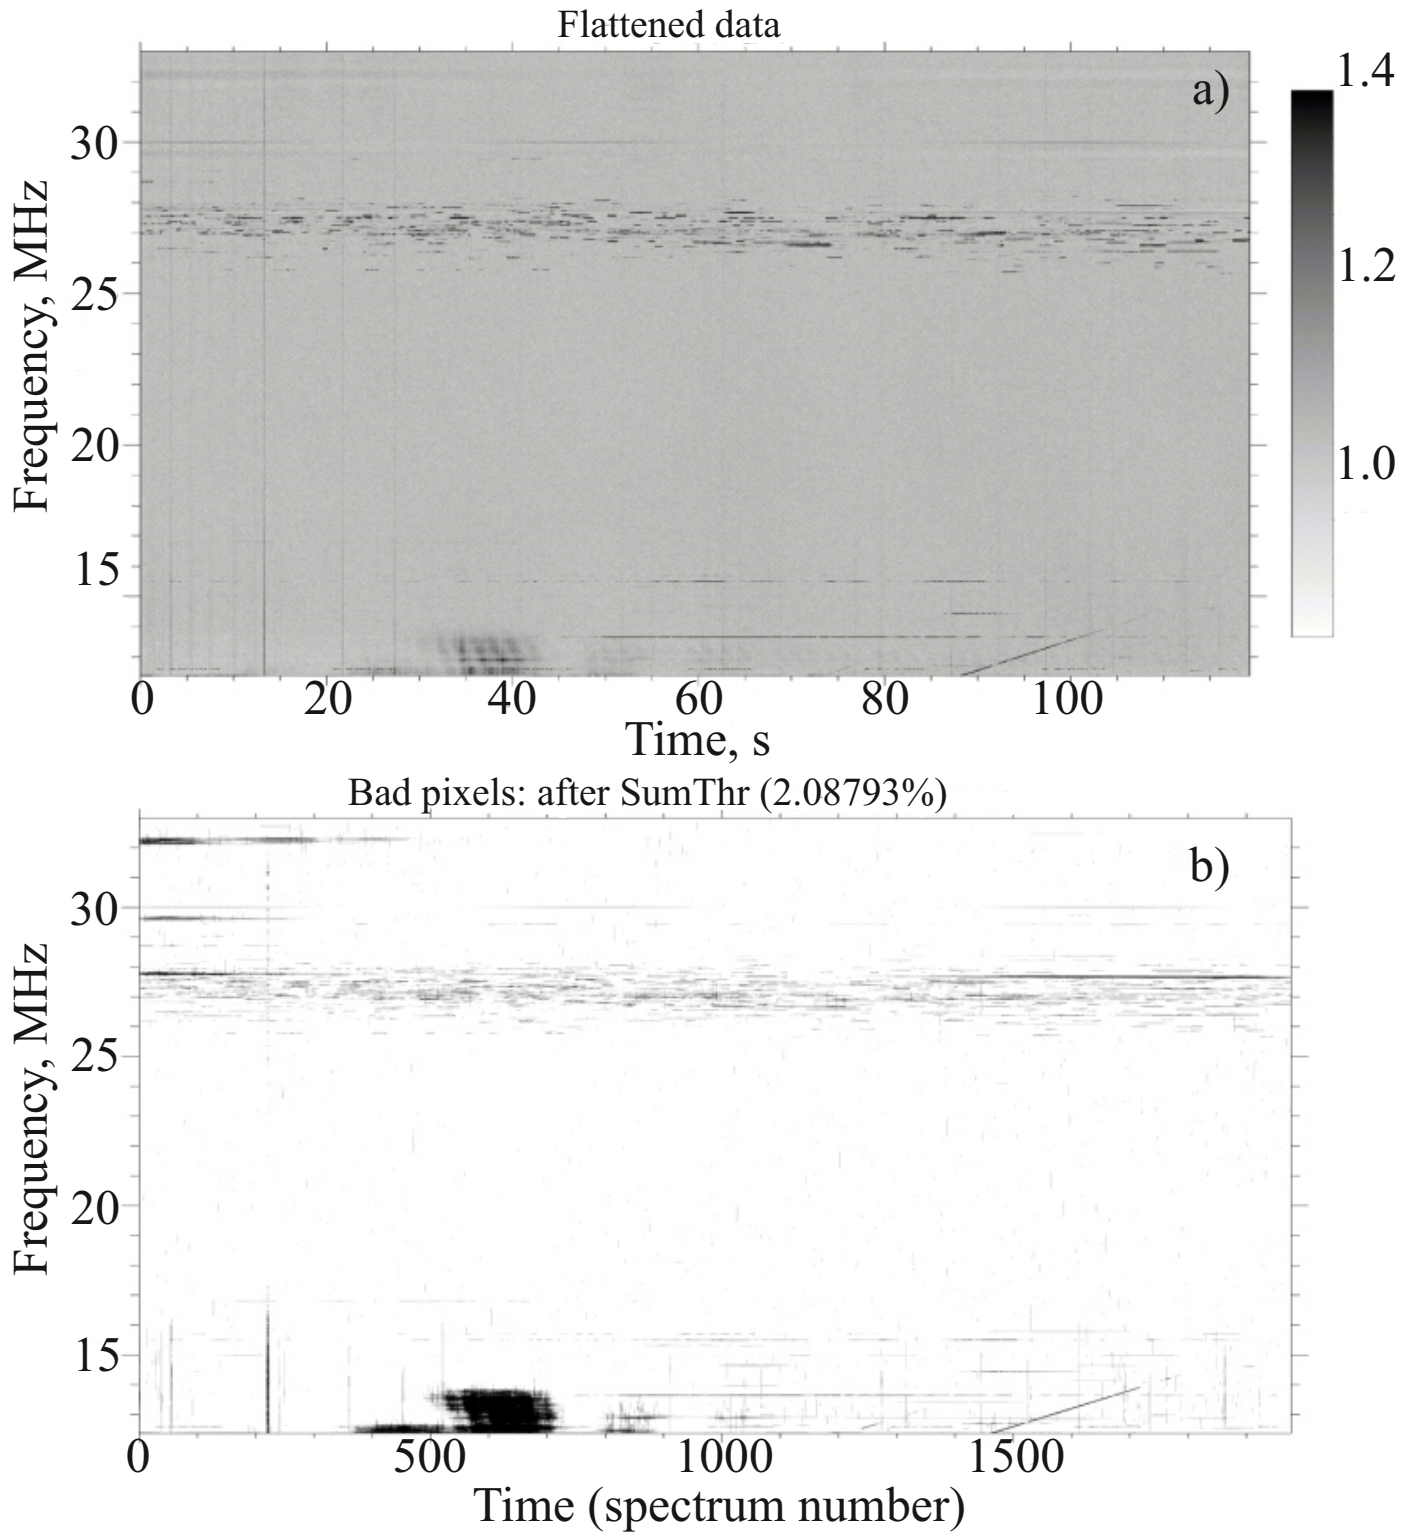 Flattened data
a)
1.4
30
1.2
25
20
1.0
15
Frequency, MHz
0 20 40 60 80 100
Time, s
Bad pixels: after SumThr (2.08793%)
b)
30
25
20
15
Frequency, MHz
0 500 1000 1500
Time (spectrum number)